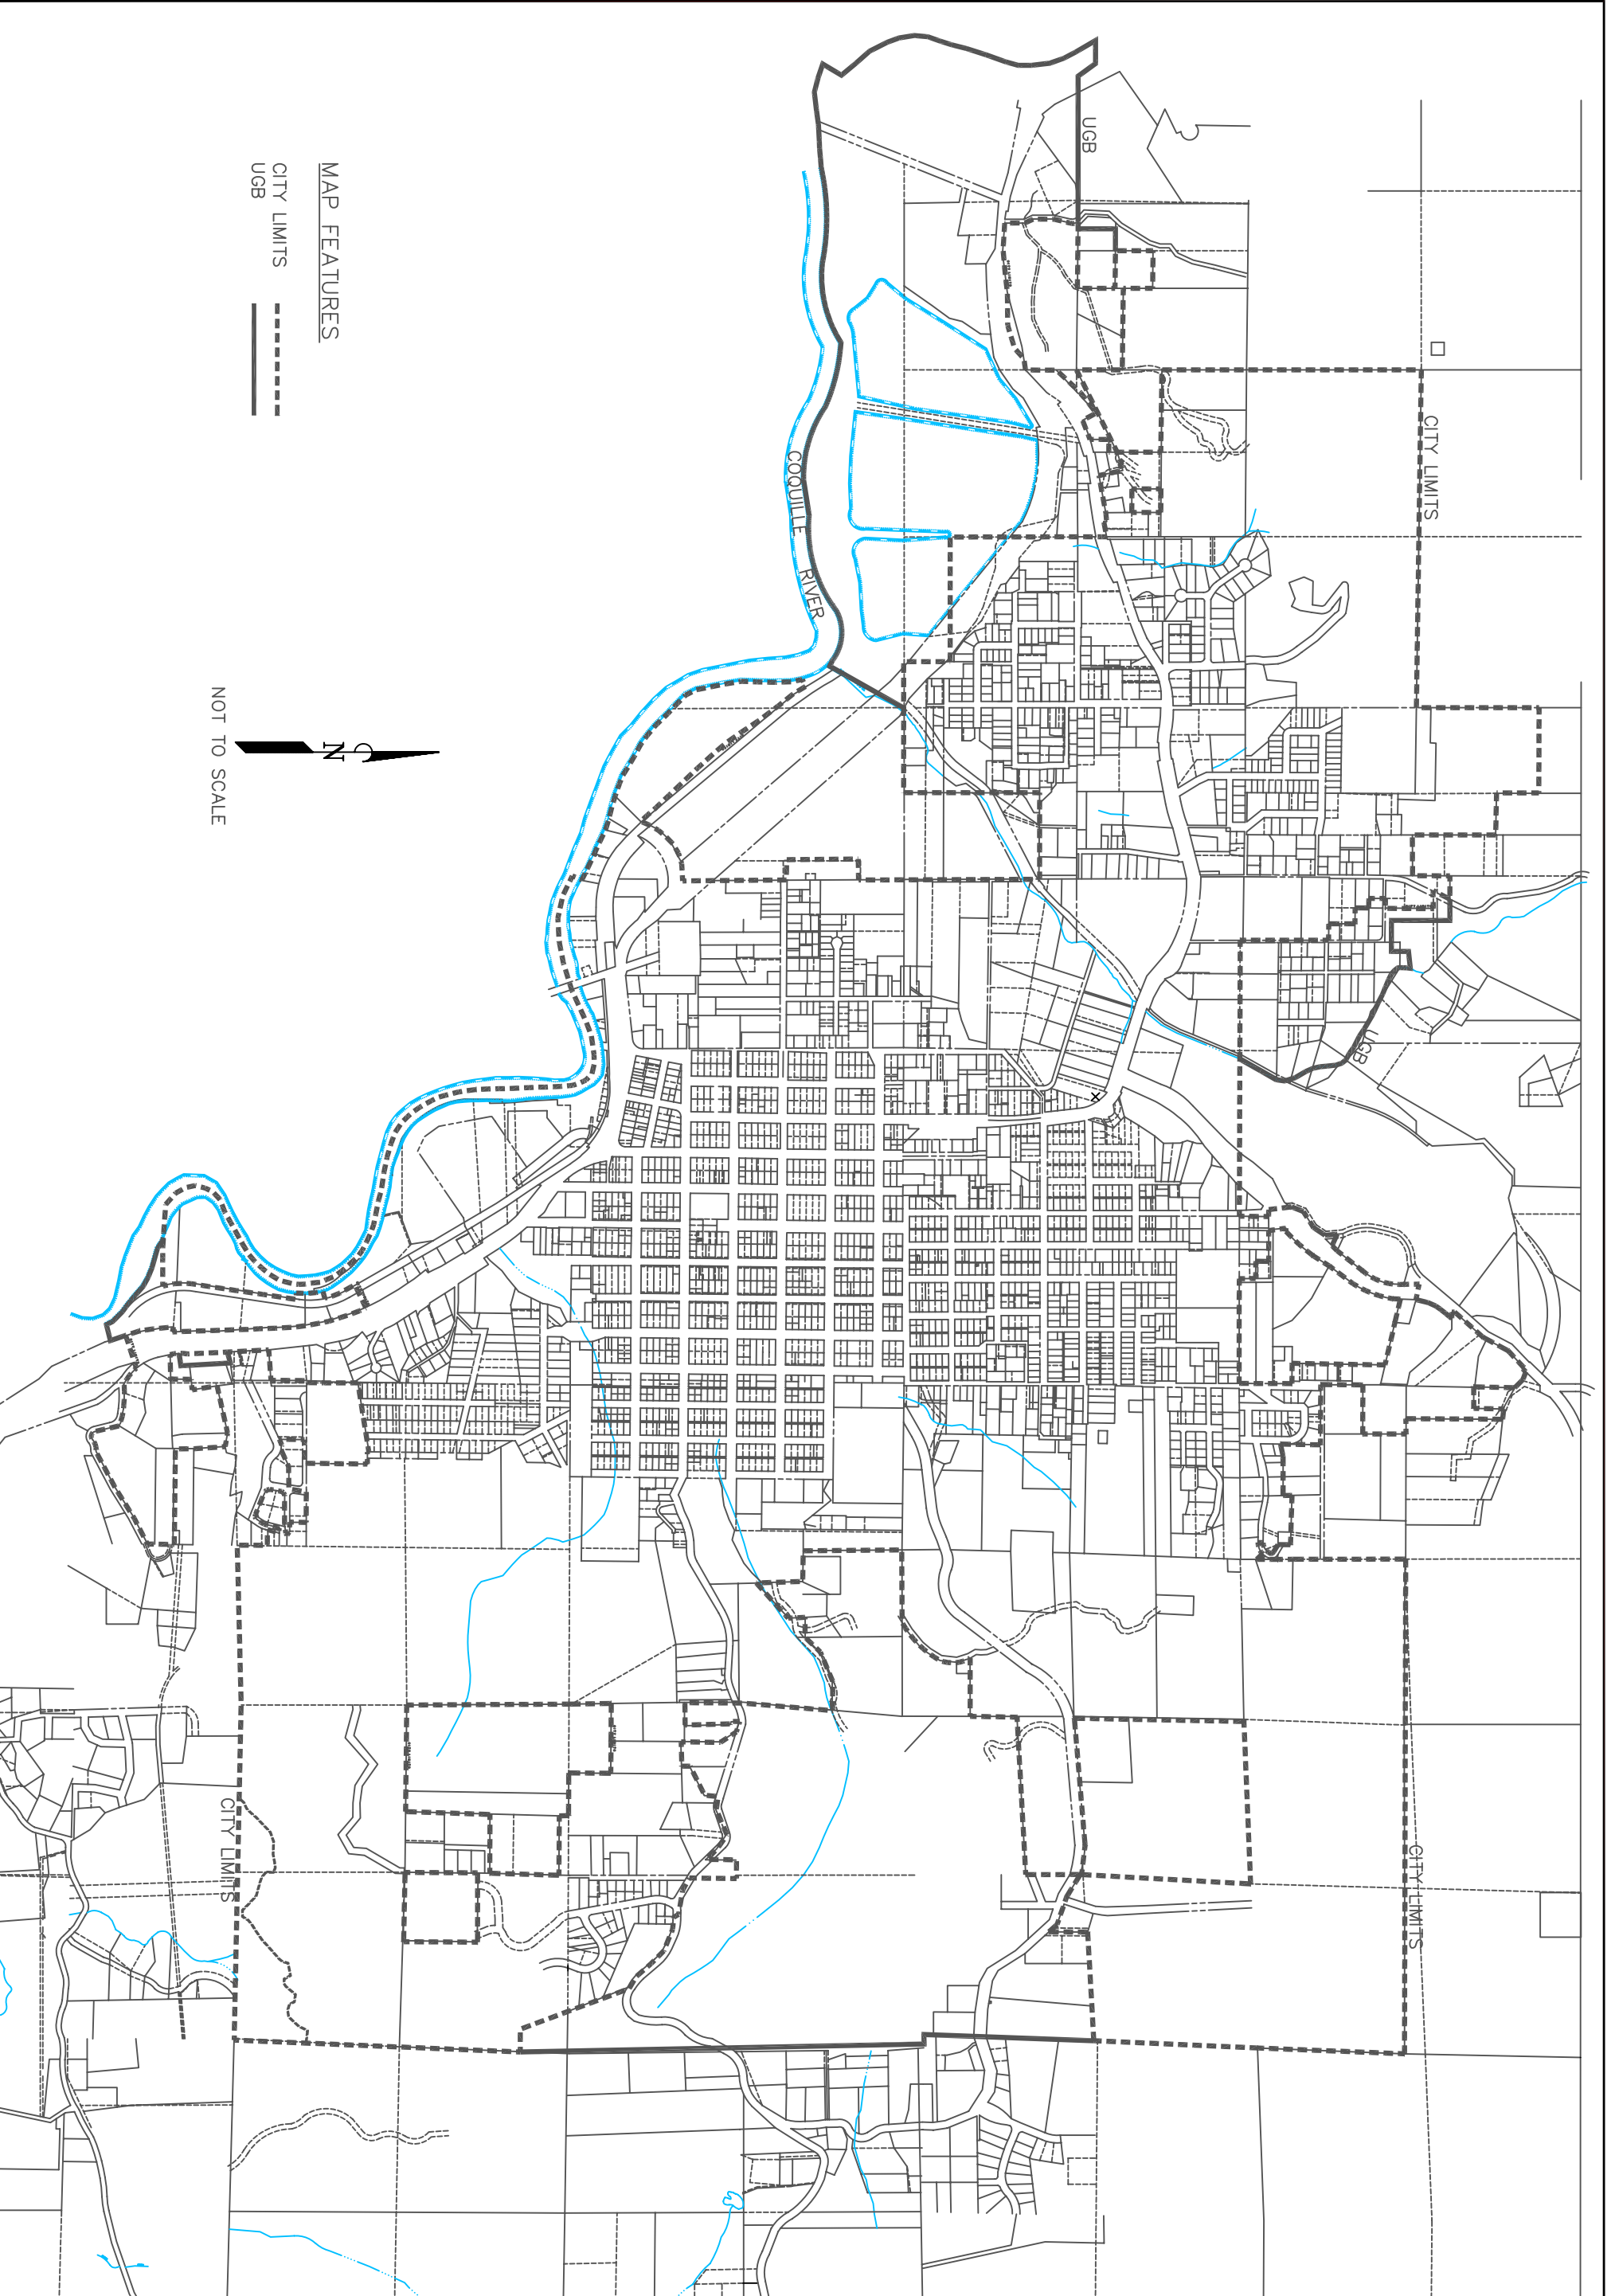 UGB
CITY LIMITS
UGB
COQUILLE RIVER
MAP FEATURES
CITY LIMITS
UGB
N
NOT TO SCALE
CITY LIMITS
CITY LIMITS